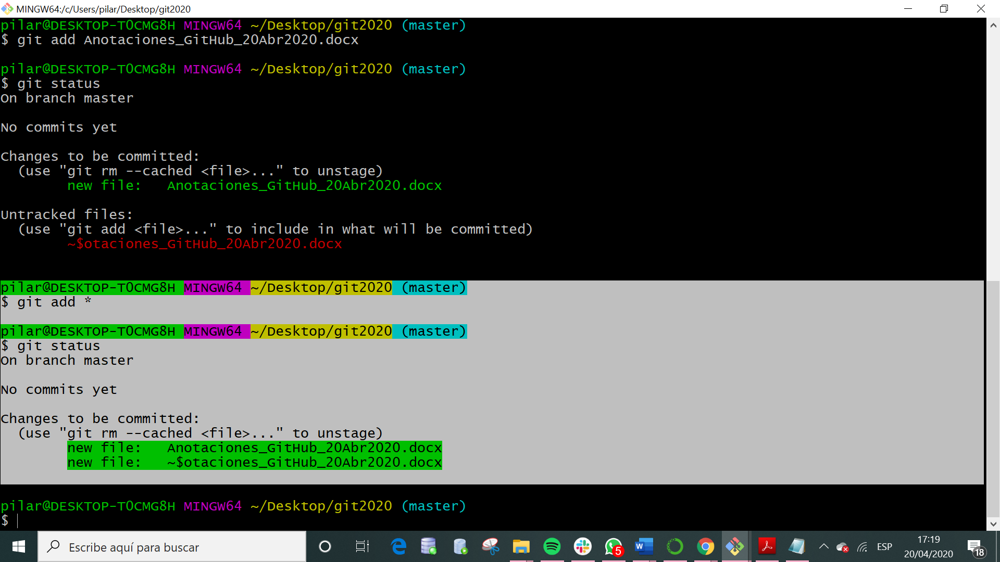 MINGW64:/c/Users/pilar/Desktop/git2020
pilar@DESKTOP-T0CMG8H MINGW64 ~/Desktop/git2020 (master)
$ git add Anotaciones_GitHub_20Abr2020.docx
pilar@DESKTOP-T0CMG8H MINGW64 ~/Desktop/git2020 (master)
$ git status
On branch master
No commits yet
Changes to be committed:
(use "git rm --cached <file>..." to unstage)
new file:   Anotaciones_GitHub_20Abr2020.docx
Untracked files:
(use "git add <file>..." to include in what will be committed)
~$otaciones_GitHub_20Abr2020.docx
pilar@DESKTOP-T0CMG8H MINGW64 ~/Desktop/git2020 (master)
$ git add *
pilar@DESKTOP-T0CMG8H MINGW64 ~/Desktop/git2020 (master)
$ git status
On branch master
No commits yet
Changes to be committed:
(use "git rm --cached <file>..." to unstage)
new file:   Anotaciones_GitHub_20Abr2020.docx
new file:   ~$otaciones_GitHub_20Abr2020.docx
pilar@DESKTOP-T0CMG8H MINGW64 ~/Desktop/git2020 (master)
$
Escribe aquí para buscar
5
W
ESP
17:19
20/04/2020
18